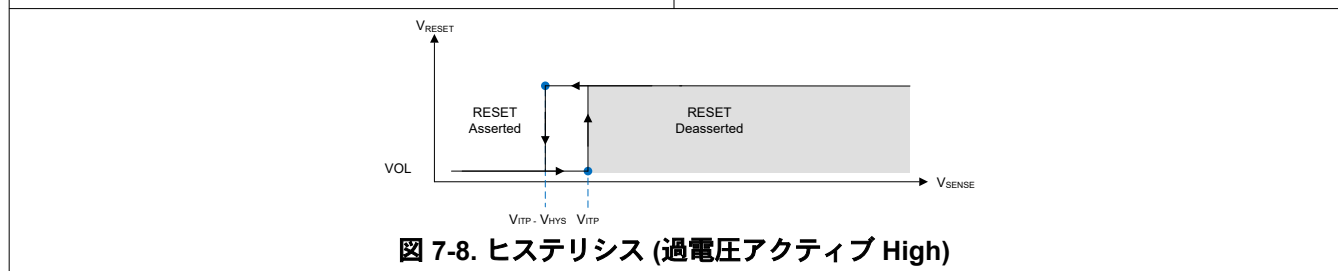 VRESET
RESET
Asserted
RESET
Deasserted
VOL
VSENSE
VITP - VHYS
VITP
図 7-8. ヒステリシス (過電圧アクティブ High)